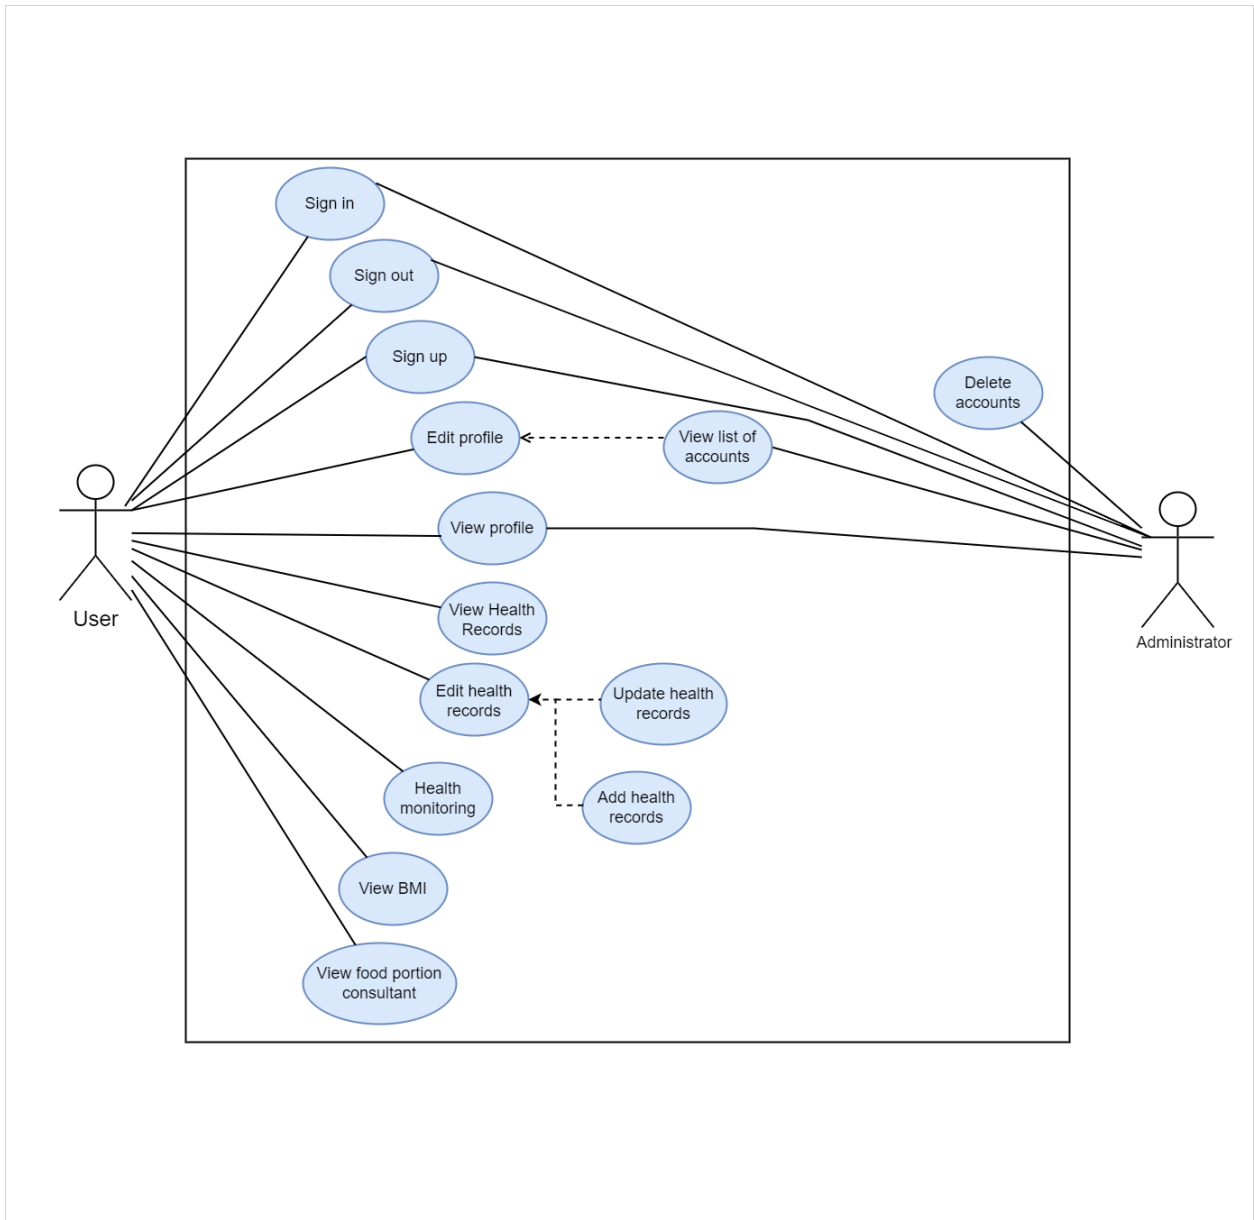 Sign in
Sign out
Sign up
Delete
accounts
Edit profile
View list of
accounts
View profile
View Health
Records
User
Administrator
Edit health
records
Update health
records
Health
monitoring
Add health
records
View BMI
View food portion
consultant